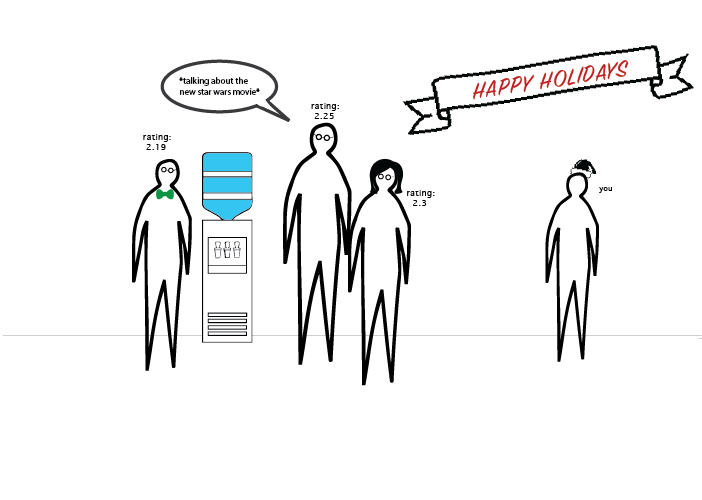 *talking about the
new star wars movie*
HAPPY HOLIDAYS
rating:
2.25
rating:
2.19
rating:
2.3
you